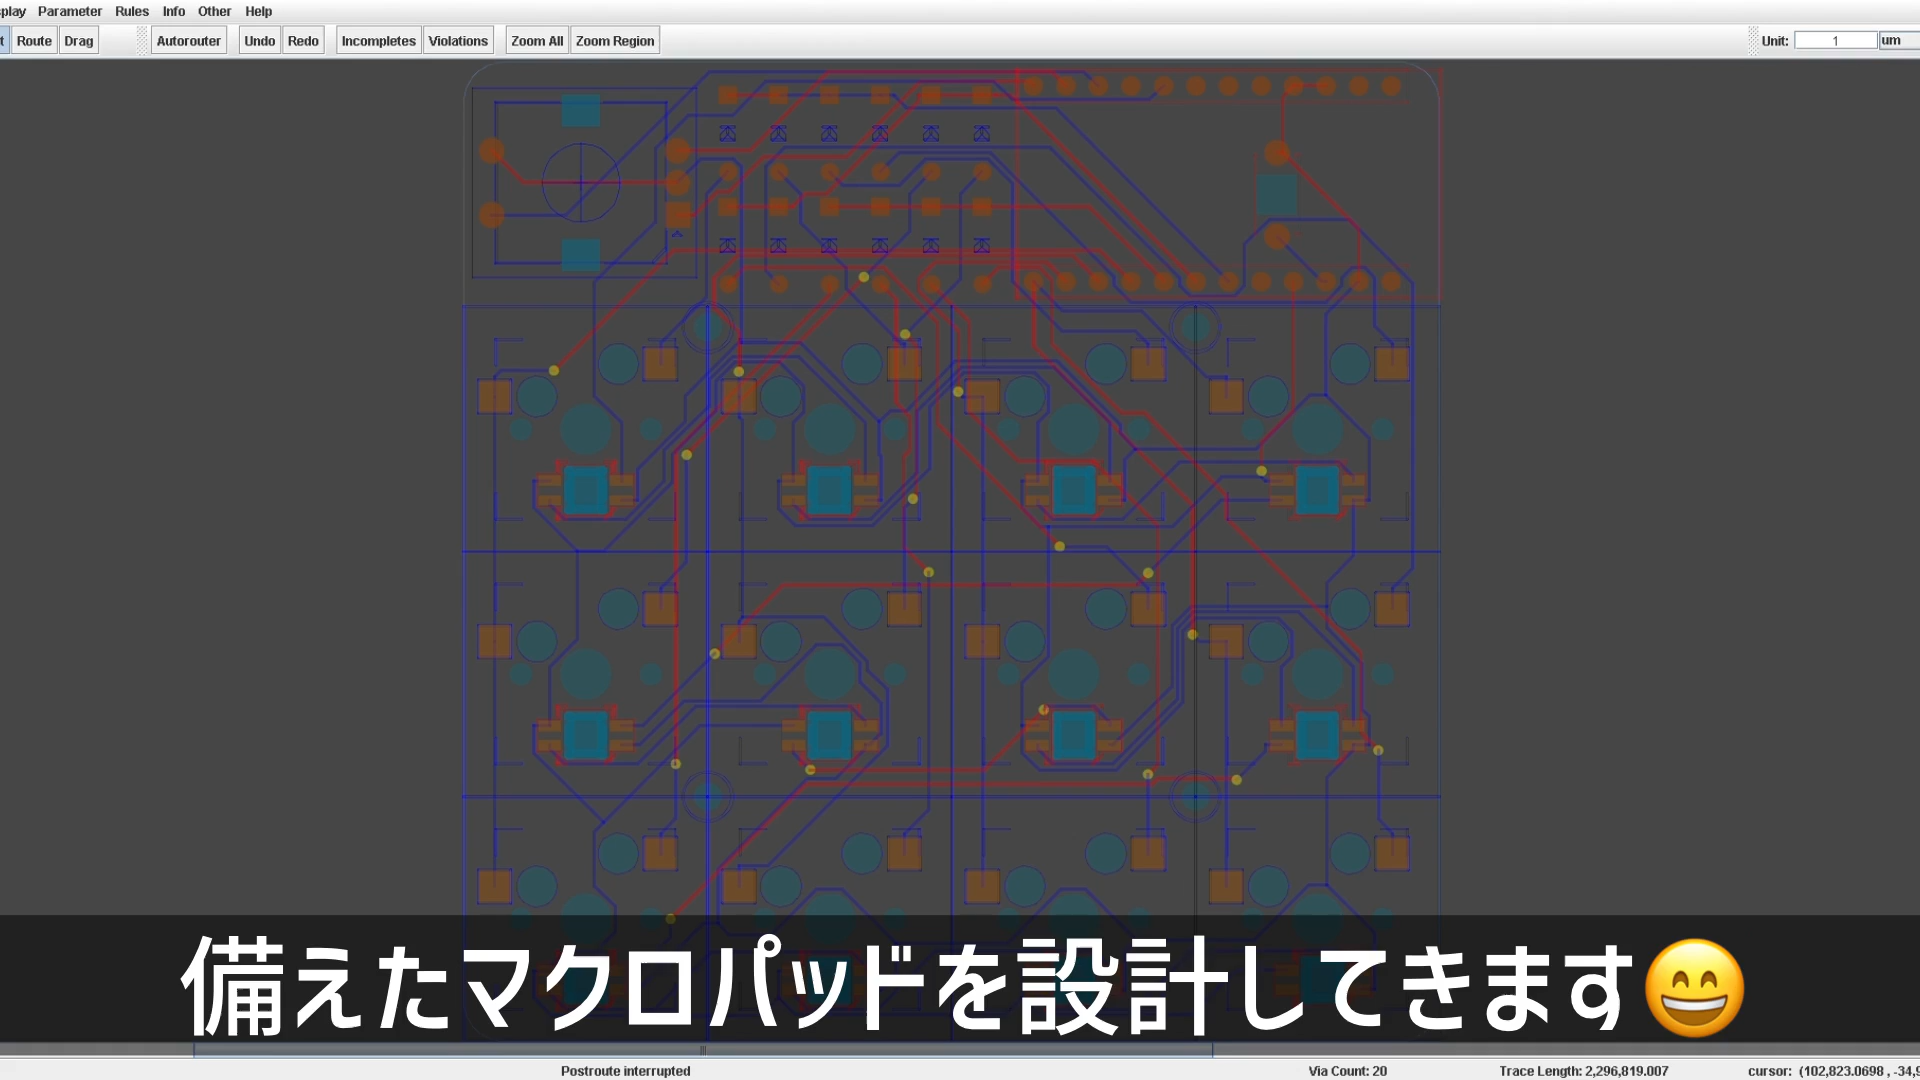 play Parameter Rules Info Other Help
t Route Drag Autorouter Undo Redo Incompletes Violations Zoom All Zoom Region Unit: 1 um
備えたマクロパッドを設計してきます😄
Postroute interrupted Via Count: 20 Trace Length: 2,296,819.007 cursor: (102,823.0698 , -34,9